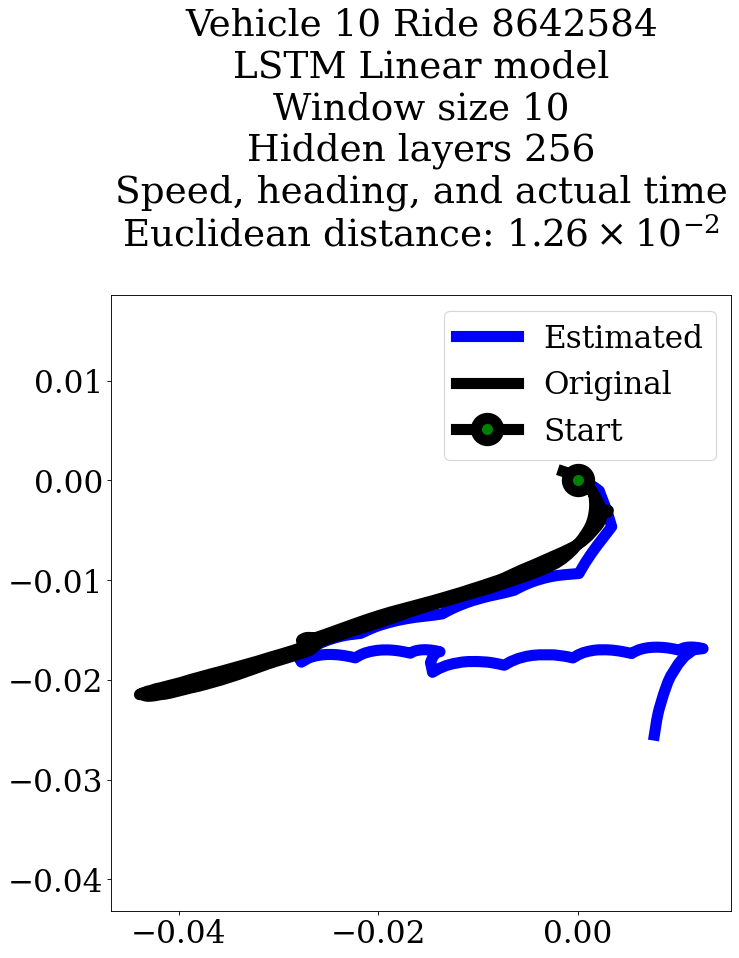 Vehicle 10 Ride 8642584
LSTM Linear model
Window size 10
Hidden layers 256
Speed, heading, and actual time
Euclidean distance: 1.26 × 10⁻²
Estimated
Original
Start
0.01
0.00
−0.01
−0.02
−0.03
−0.04
−0.04
−0.02
0.00